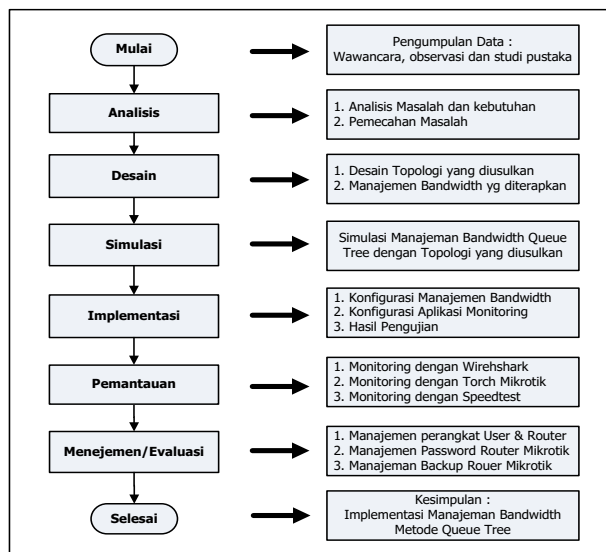 Mulai
Pengumpulan Data :
Wawancara, observasi dan studi pustaka
Analisis
1. Analisis Masalah dan kebutuhan
2. Pemecahan Masalah
Desain
1. Desain Topologi yang diusulkan
2. Manajemen Bandwidth yg diterapkan
Simulasi
Simulasi Manajeman Bandwidth Queue
Tree dengan Topologi yang diusulkan
Implementasi
1. Konfigurasi Manajemen Bandwidth
2. Konfigurasi Aplikasi Monitoring
3. Hasil Pengujian
Pemantauan
1. Monitoring dengan Wirehshark
2. Monitoring dengan Torch Mikrotik
3. Monitoring dengan Speedtest
Menejemen/Evaluasi
1. Manajemen perangkat User & Router
2. Manajemen Password Router Mikrotik
3. Manajeman Backup Rouer Mikrotik
Selesai
Kesimpulan :
Implementasi Manajeman Bandwidth
Metode Queue Tree